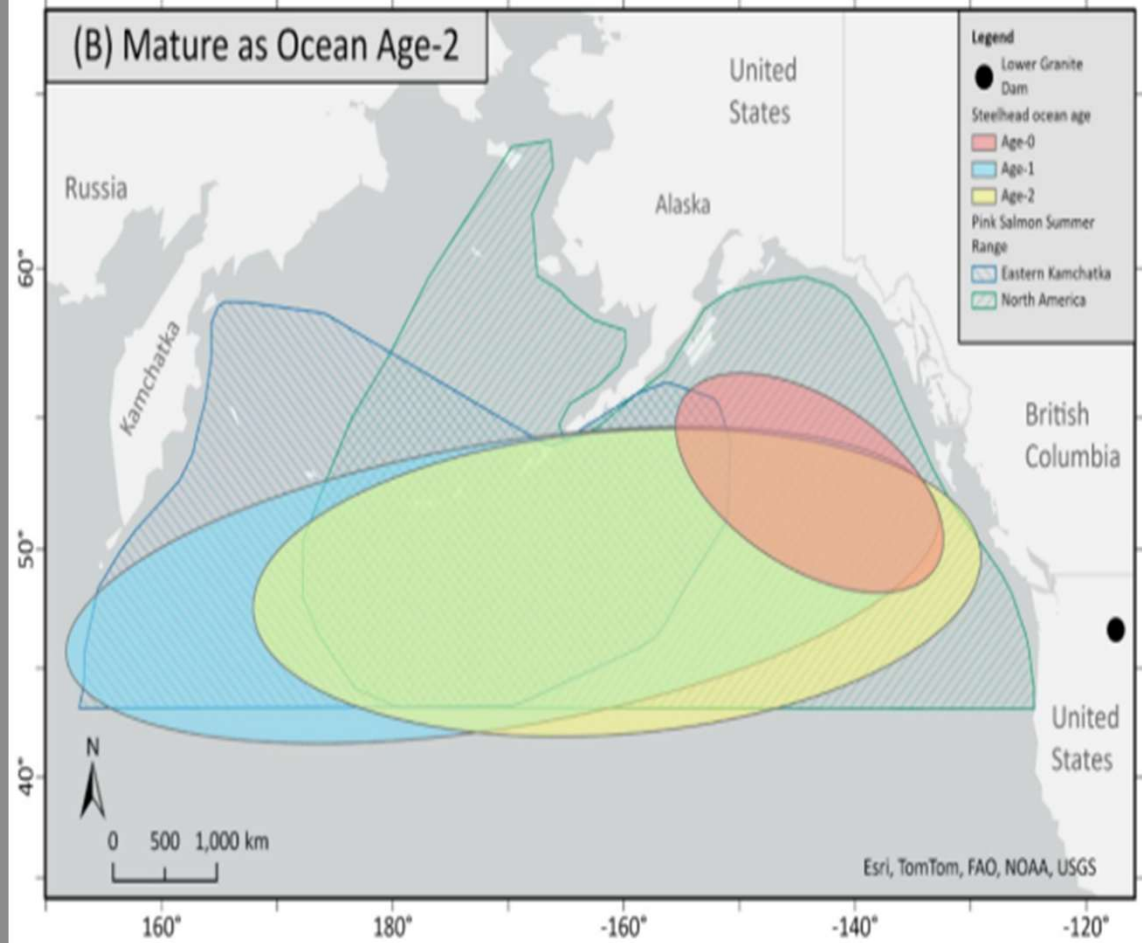 (B) Mature as Ocean Age-2
United
States
Russia
Alaska
Kamchatka
British
Columbia
United
States
Legend
Lower Granite
Dam
Steelhead ocean age
Age-0
Age-1
Age-2
Pink Salmon Summer
Range
Eastern Kamchatka
North America
60°
50°
40°
N
0 500 1,000 km
Esri, TomTom, FAO, NOAA, USGS
160° 180° -160° -140° -120°